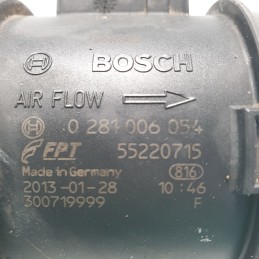 BOSCH
AIR FLOW
0 281 006 054
FPT 55220715
Made in Germany 816
2013-01-28 10:46
300719999 F